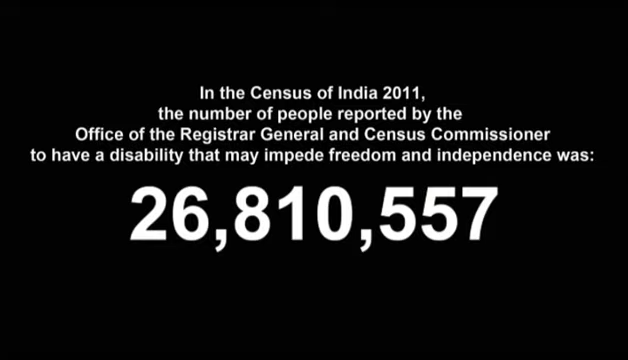 In the Census of India 2011,
the number of people reported by the
Office of the Registrar General and Census Commissioner
to have a disability that may impede freedom and independence was:
26,810,557